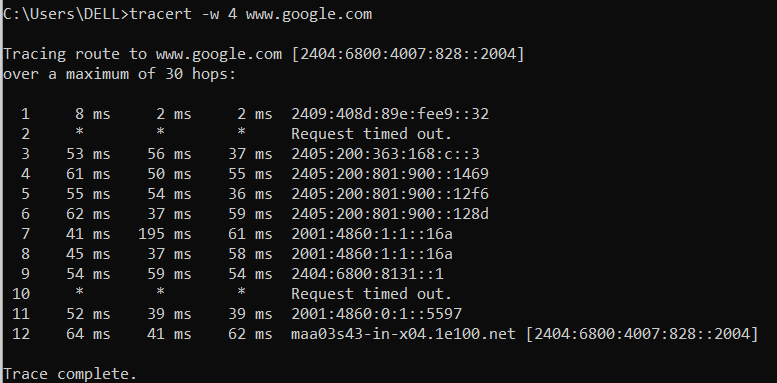 C:\Users\DELL>tracert -w 4 www.google.com
Tracing route to www.google.com [2404:6800:4007:828::2004]
over a maximum of 30 hops:
1 8 ms 2 ms 2 ms 2409:408d:89e:fee9::32
2 * * * Request timed out.
3 53 ms 56 ms 37 ms 2405:200:363:168:c::3
4 61 ms 50 ms 55 ms 2405:200:801:900::1469
5 55 ms 54 ms 36 ms 2405:200:801:900::12f6
6 62 ms 37 ms 59 ms 2405:200:801:900::128d
7 41 ms 195 ms 61 ms 2001:4860:1:1::16a
8 45 ms 37 ms 58 ms 2001:4860:1:1::16a
9 54 ms 59 ms 54 ms 2404:6800:8131::1
10 * * * Request timed out.
11 52 ms 39 ms 39 ms 2001:4860:0:1::5597
12 64 ms 41 ms 62 ms maa03s43-in-x04.1e100.net [2404:6800:4007:828::2004]
Trace complete.